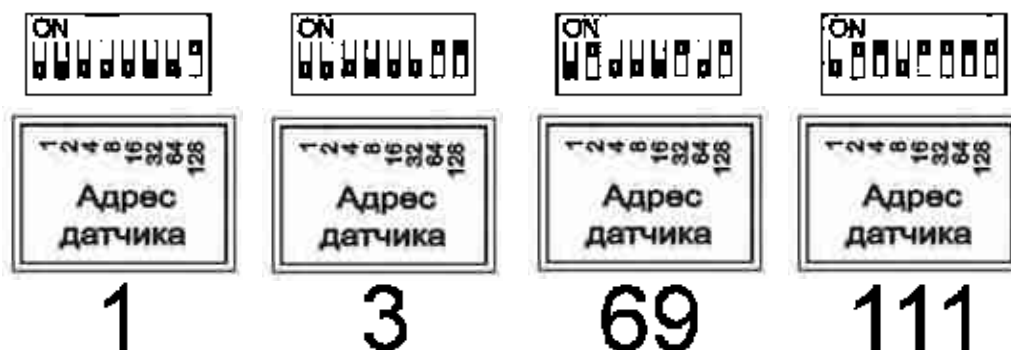 ON ON ON ON
1 2 4 8 16 32 64 128 1 2 4 8 16 32 64 128 1 2 4 8 16 32 64 128 1 2 4 8 16 32 64 128
Адрес Адрес Адрес Адрес
датчика датчика датчика датчика
1 3 69 111